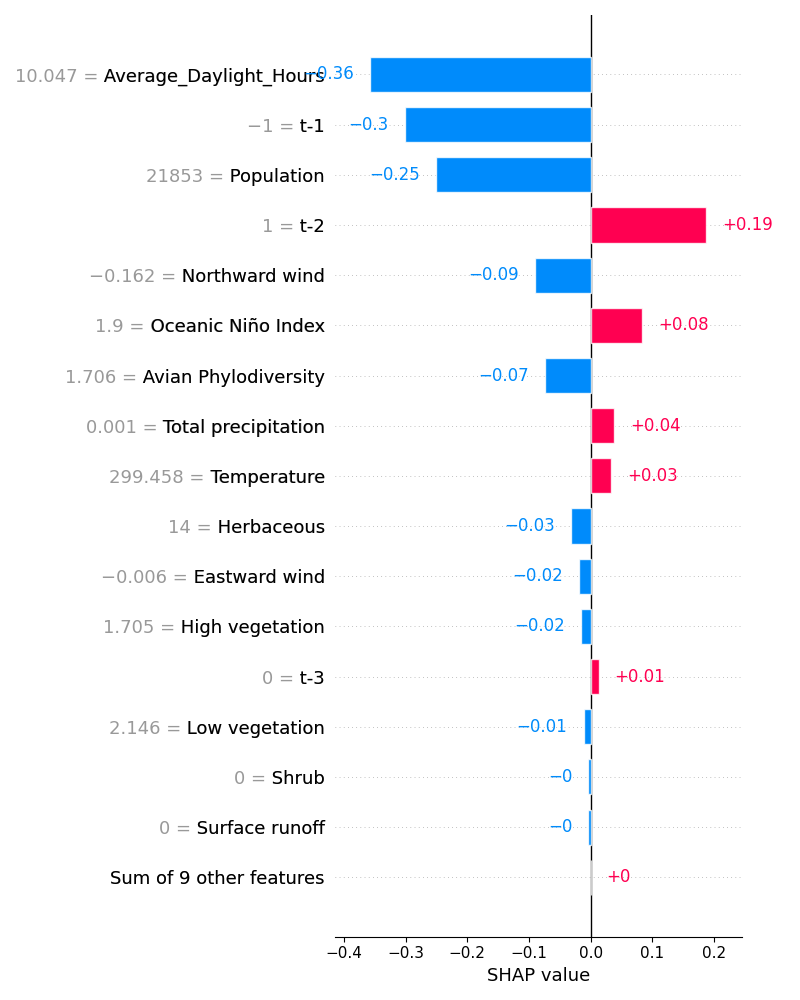 10.047 = Average_Daylight_Hours −0.36
−1 = t-1 −0.3
21853 = Population −0.25
1 = t-2 +0.19
−0.162 = Northward wind −0.09
1.9 = Oceanic Niño Index +0.08
1.706 = Avian Phylodiversity −0.07
0.001 = Total precipitation +0.04
299.458 = Temperature +0.03
14 = Herbaceous −0.03
−0.006 = Eastward wind −0.02
1.705 = High vegetation −0.02
0 = t-3 +0.01
2.146 = Low vegetation −0.01
0 = Shrub −0
0 = Surface runoff −0
Sum of 9 other features +0
−0.4 −0.3 −0.2 −0.1 0.0 0.1 0.2
SHAP value